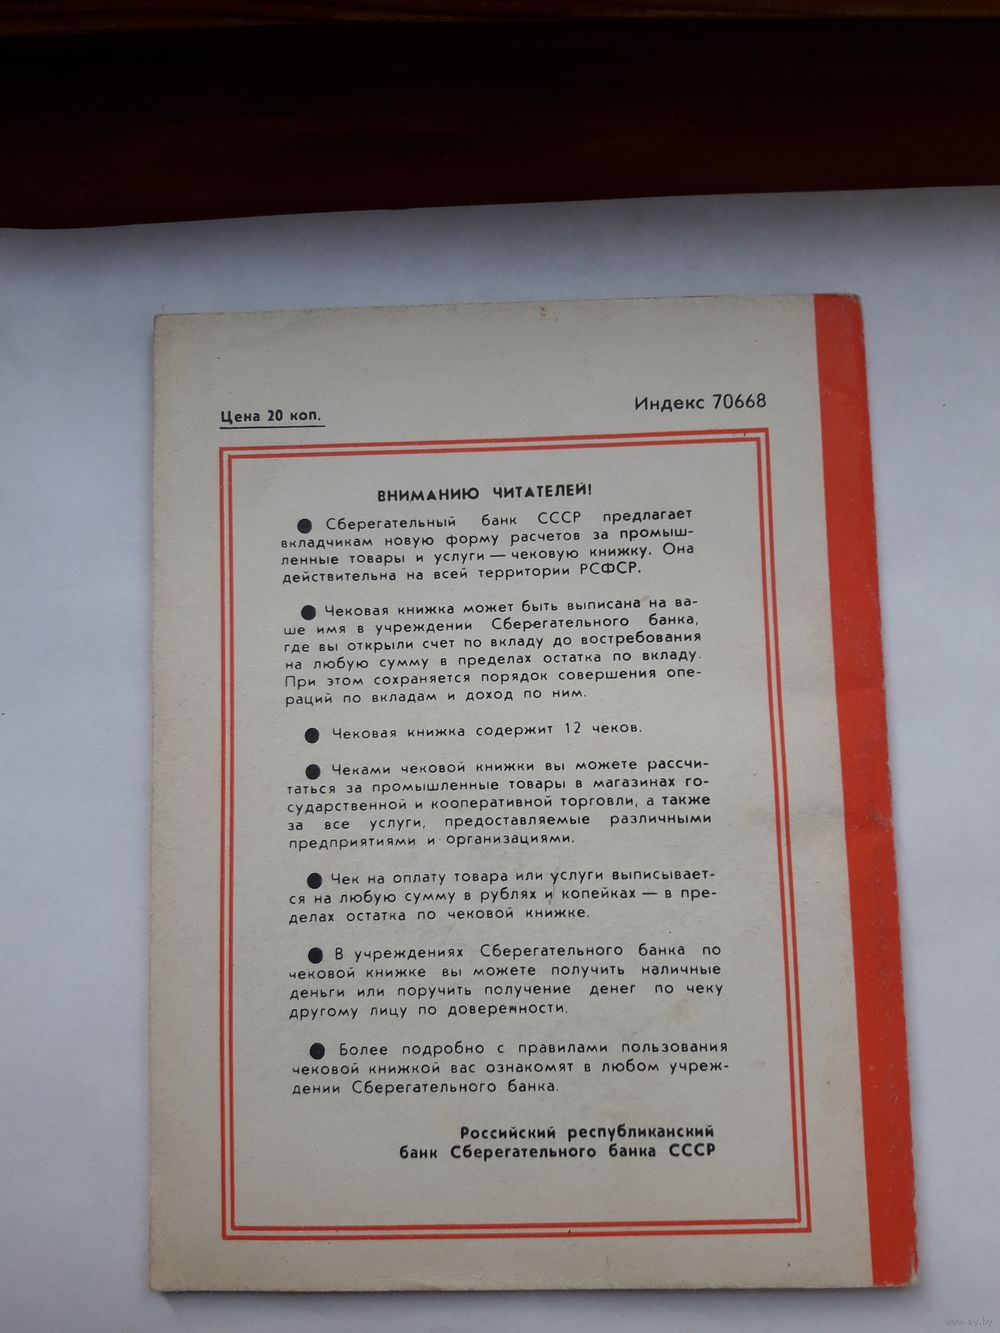 Цена 20 коп.
Индекс 70668
ВНИМАНИЮ ЧИТАТЕЛЕЙ!
● Сберегательный банк СССР предлагает
вкладчикам новую форму расчетов за промыш-
ленные товары и услуги — чековую книжку. Она
действительна на всей территории РСФСР.
● Чековая книжка может быть выписана на ва-
ше имя в учреждении Сберегательного банка,
где вы открыли счет по вкладу до востребования
на любую сумму в пределах остатка по вкладу.
При этом сохраняется порядок совершения опе-
раций по вкладам и доход по ним.
● Чековая книжка содержит 12 чеков.
● Чеками чековой книжки вы можете рассчи-
таться за промышленные товары в магазинах го-
сударственной и кооперативной торговли, а также
за все услуги, предоставляемые различными
предприятиями и организациями.
● Чек на оплату товара или услуги выписывает-
ся на любую сумму в рублях и копейках — в пре-
делах остатка по чековой книжке.
● В учреждениях Сберегательного банка по
чековой книжке вы можете получить наличные
деньги или поручить получение денег по чеку
другому лицу по доверенности.
● Более подробно с правилами пользования
чековой книжкой вас ознакомят в любом учреж-
дении Сберегательного банка.
Российский республиканский
банк Сберегательного банка СССР
www.ay.by